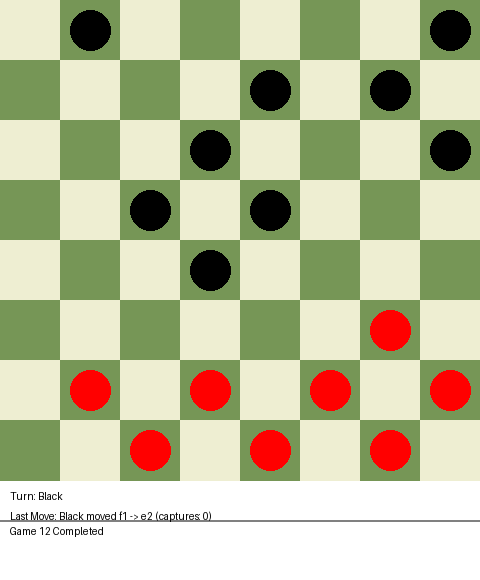 Turn: Black
Last Move: Black moved f1 -> e2 (captures: 0)
Game 12 Completed